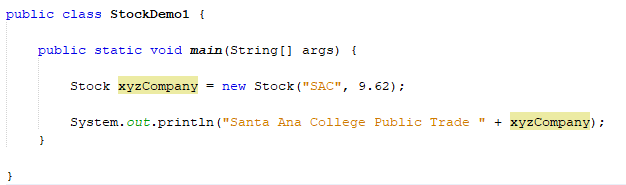 public class StockDemo1 {
public static void main(String[] args) {
Stock xyzCompany = new Stock("SAC", 9.62);
System.out.println("Santa Ana College Public Trade " + xyzCompany);
}
}